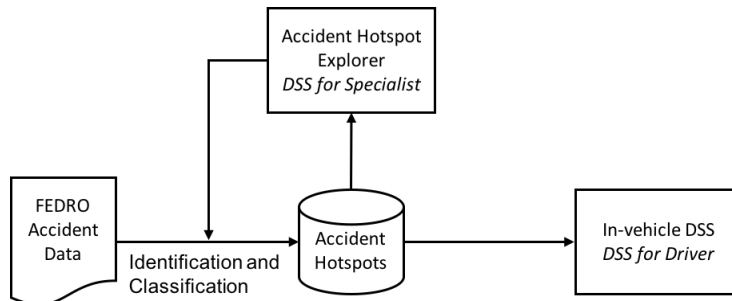 Accident Hotspot
Explorer
DSS for Specialist
FEDRO
Accident
Data
Identification and
Classification
Accident
Hotspots
In-vehicle DSS
DSS for Driver